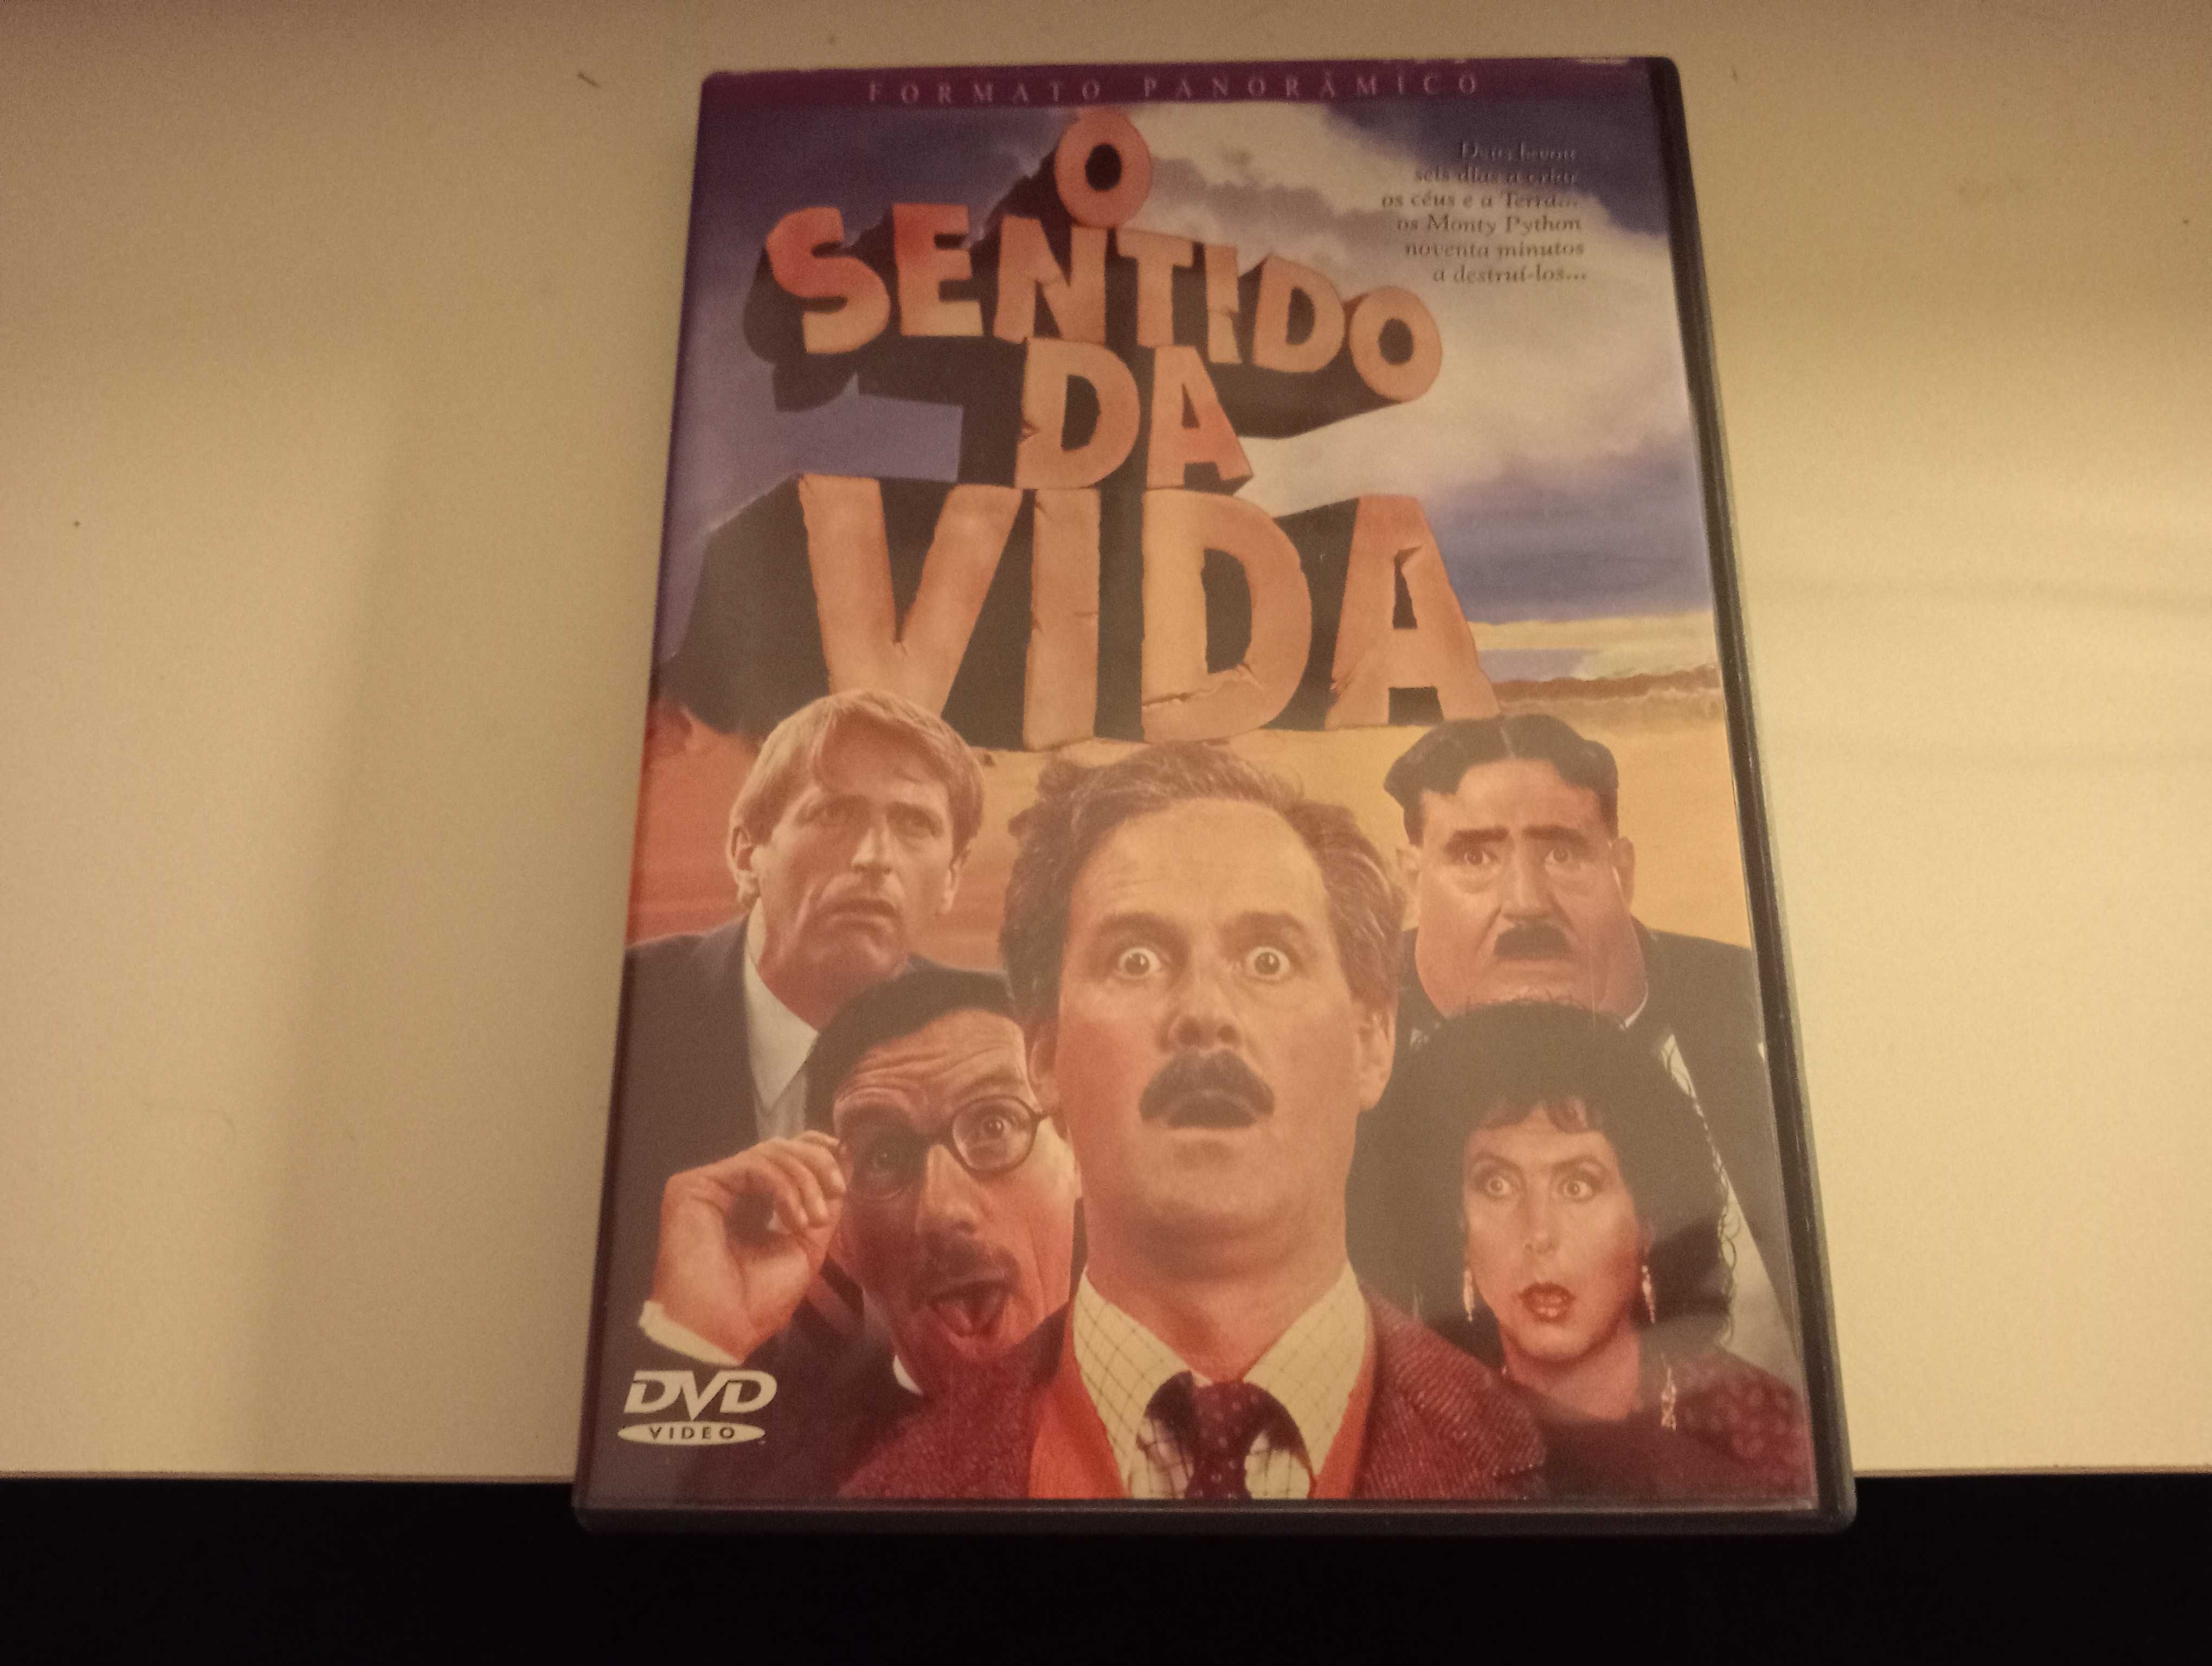 FORMATO PANORÂMICO
O
SENTIDO
DA
VIDA
Deus levou
seis dias a criar
os céus e a Terra...
os Monty Python
noventa minutos
a destruí-los...
DVD
VIDEO